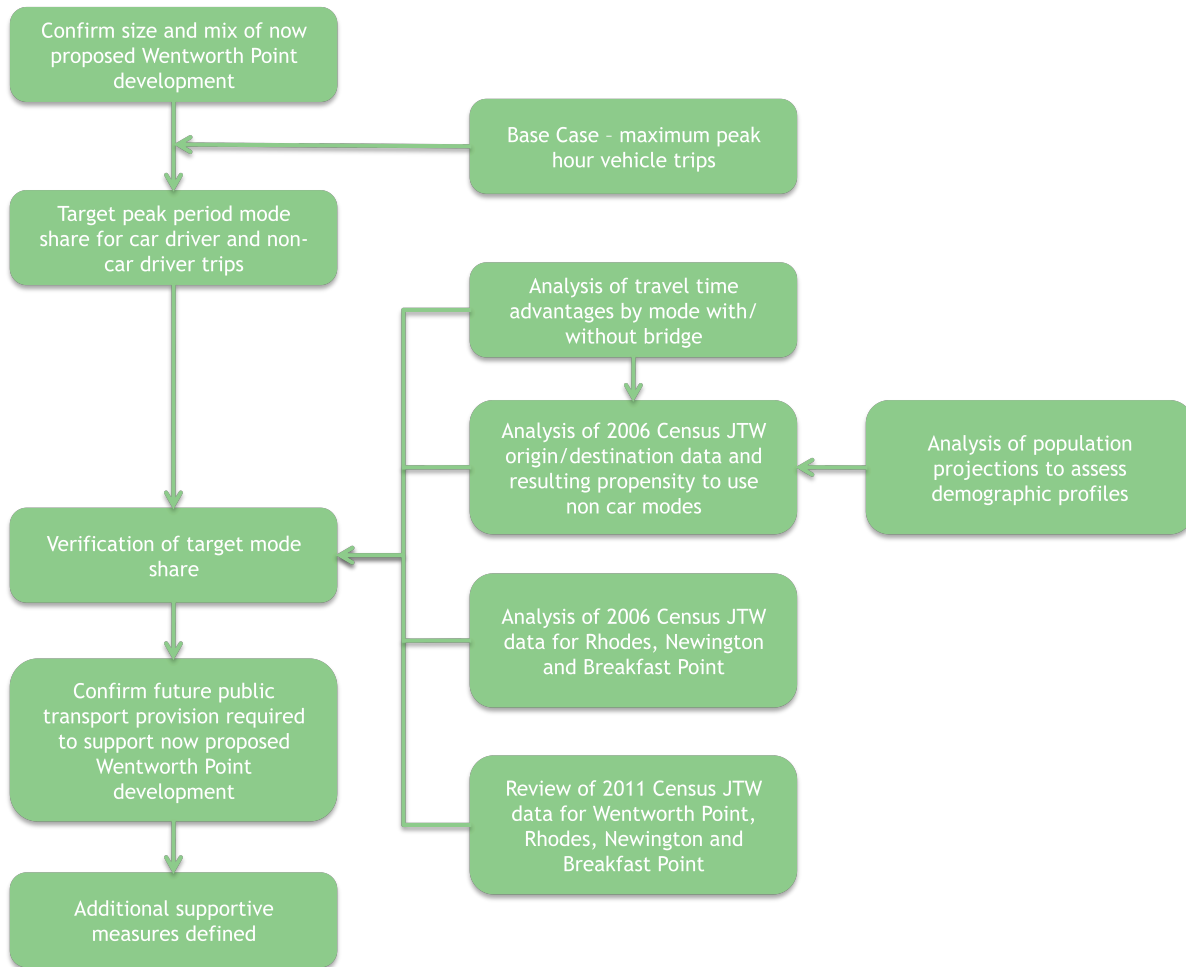 Confirm size and mix of now
proposed Wentworth Point
development
Base Case – maximum peak
hour vehicle trips
Target peak period mode
share for car driver and non-
car driver trips
Analysis of travel time
advantages by mode with/
without bridge
Analysis of 2006 Census JTW
origin/destination data and
resulting propensity to use
non car modes
Analysis of population
projections to assess
demographic profiles
Verification of target mode
share
Analysis of 2006 Census JTW
data for Rhodes, Newington
and Breakfast Point
Confirm future public
transport provision required
to support now proposed
Wentworth Point
development
Review of 2011 Census JTW
data for Wentworth Point,
Rhodes, Newington and
Breakfast Point
Additional supportive
measures defined